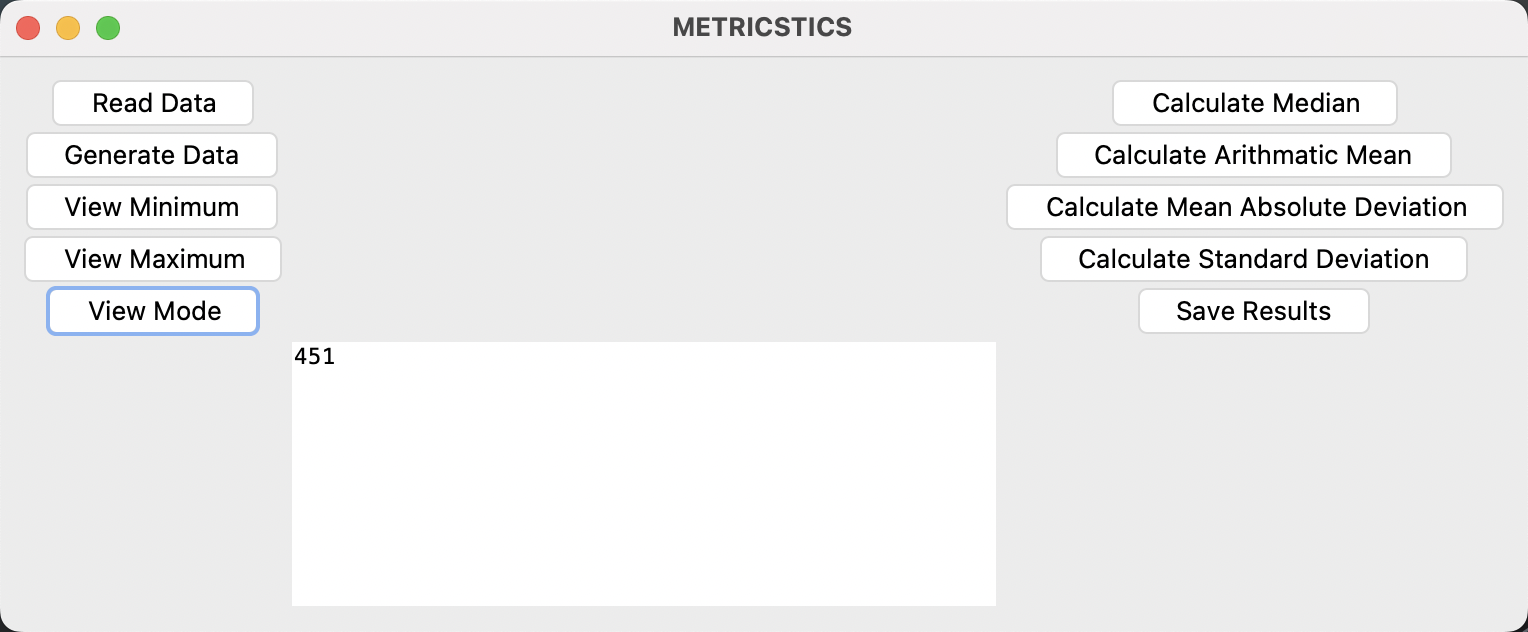 METRICSTICS
Read Data
Generate Data
View Minimum
View Maximum
View Mode
Calculate Median
Calculate Arithmatic Mean
Calculate Mean Absolute Deviation
Calculate Standard Deviation
Save Results
451